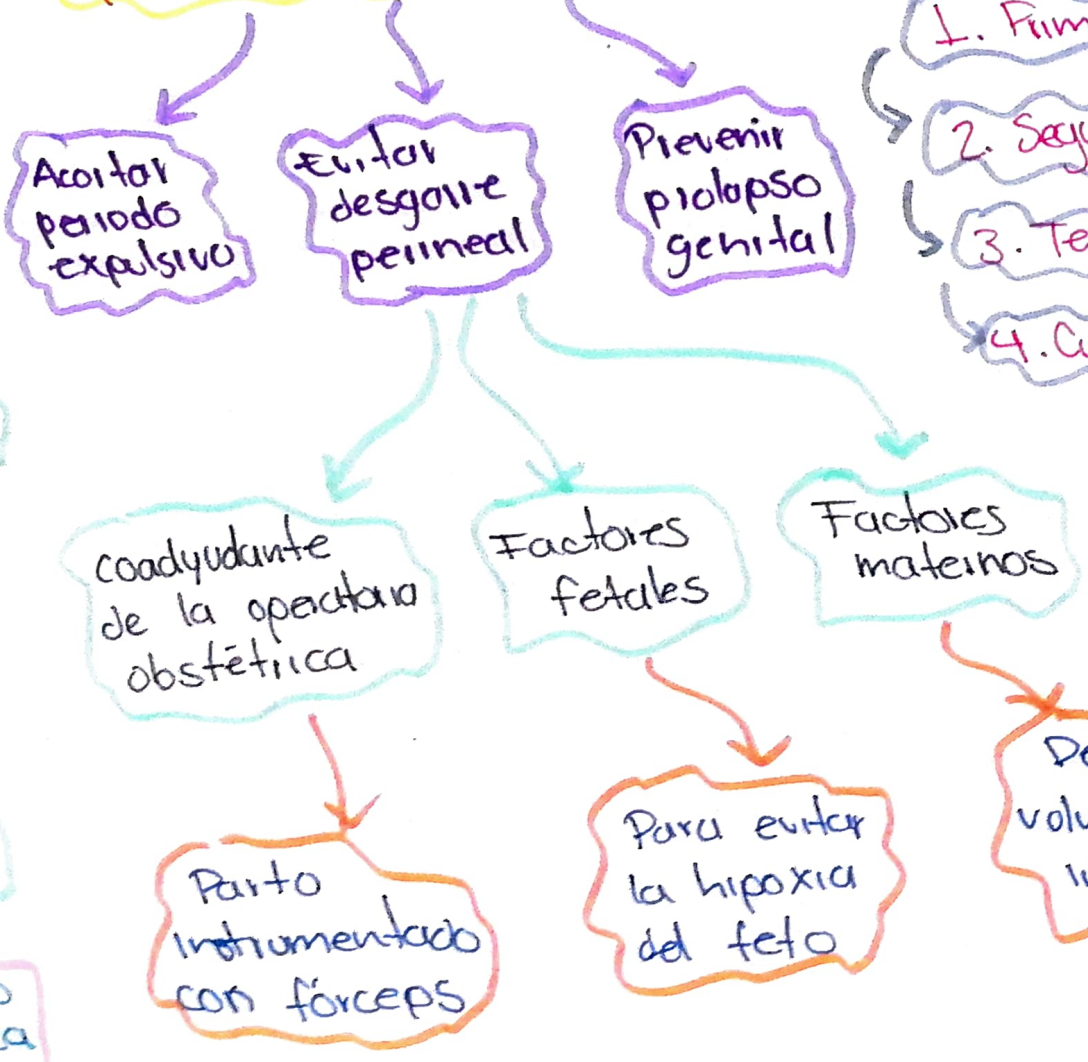 Acortar
periodo
expulsivo
Evitar
desgarre
perineal
Prevenir
prolapso
genital
1.
2.
3. Te
4.
coadyudante
de la
obstétrica
Factores
fetales
Factores
maternos
Parto
instrumentado
con fórceps
Para evitar
la hipoxia
del feto